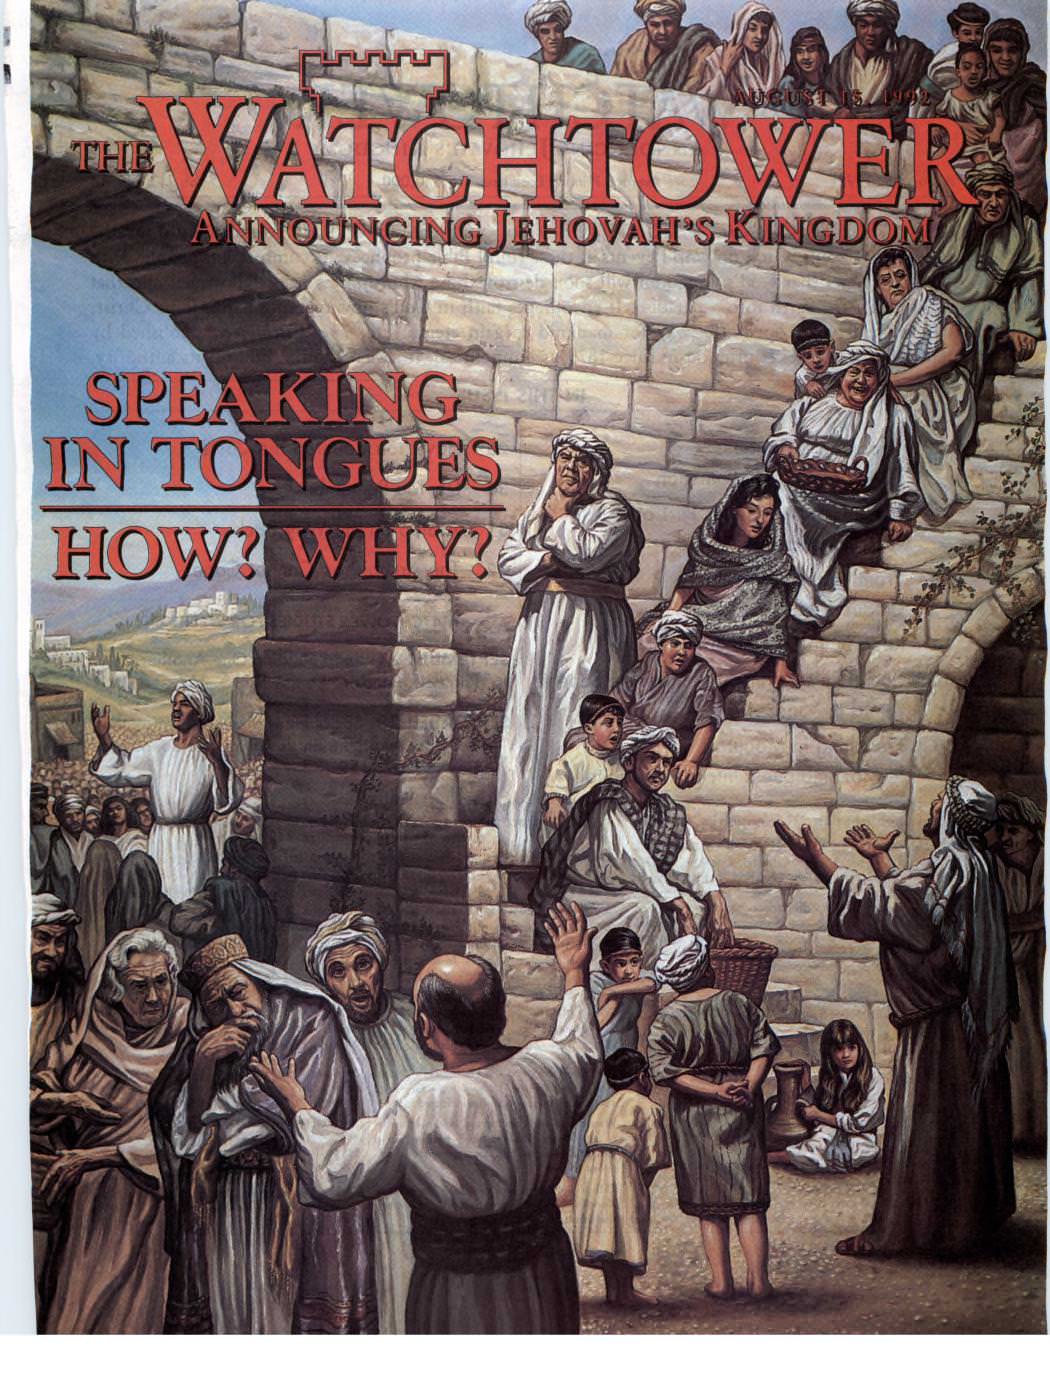 AUGUST 15, 1992
THE WATCHTOWER
ANNOUNCING JEHOVAH'S KINGDOM
SPEAKING
IN TONGUES
HOW? WHY?